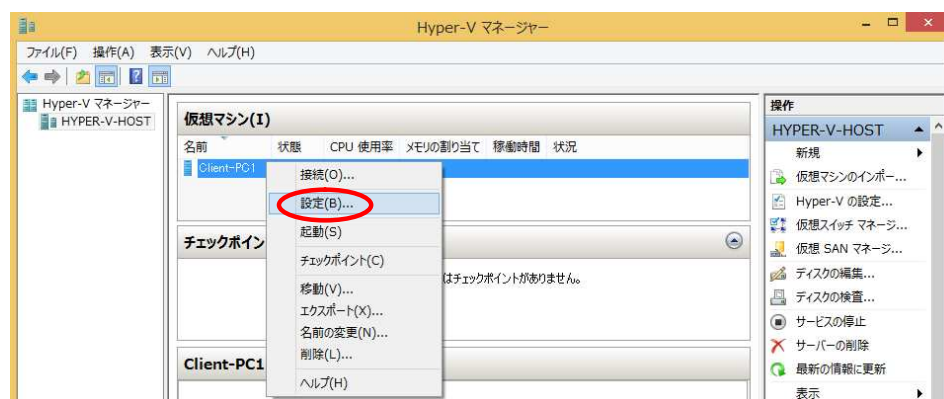 Hyper-V マネージャー
ファイル(F) 操作(A) 表示(V) ヘルプ(H)
Hyper-V マネージャー
HYPER-V-HOST
仮想マシン(I)
名前 状態 CPU 使用率 メモリの割り当て 稼働時間 状況
Client-PC1
接続(O)...
設定(B)...
起動(S)
チェックポイント(C)
移動(V)...
エクスポート(X)...
名前の変更(N)...
削除(L)...
ヘルプ(H)
チェックポイン
はチェックポイントがありません。
Client-PC1
操作
HYPER-V-HOST
新規
仮想マシンのインポー...
Hyper-V の設定...
仮想スイッチ マネージ...
仮想 SAN マネージ...
ディスクの編集...
ディスクの検査...
サービスの停止
サーバーの削除
最新の情報に更新
表示